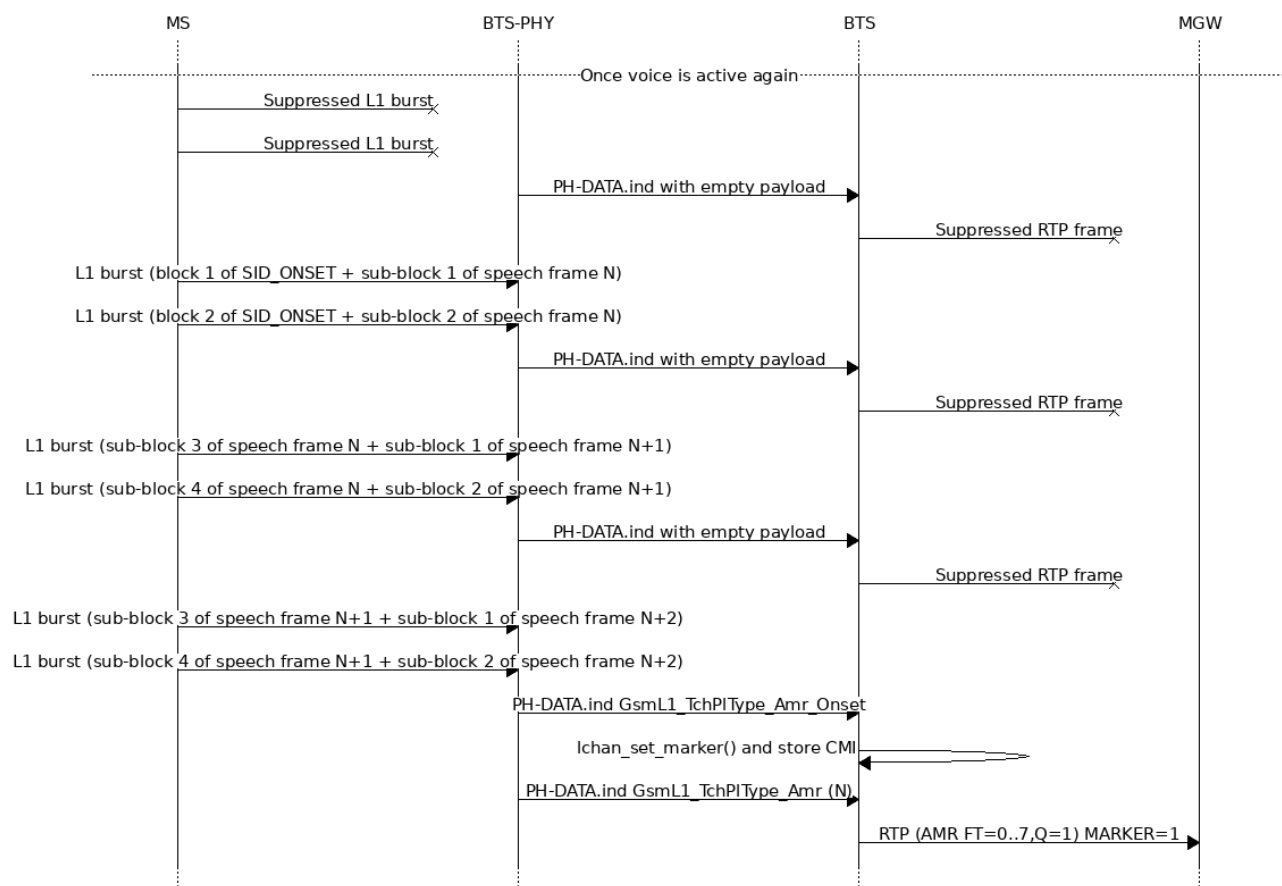 MS BTS-PHY BTS MGW
Once voice is active again
Suppressed L1 burst
Suppressed L1 burst
PH-DATA.ind with empty payload
Suppressed RTP frame
L1 burst (block 1 of SID_ONSET + sub-block 1 of speech frame N)
L1 burst (block 2 of SID_ONSET + sub-block 2 of speech frame N)
PH-DATA.ind with empty payload
Suppressed RTP frame
L1 burst (sub-block 3 of speech frame N + sub-block 1 of speech frame N+1)
L1 burst (sub-block 4 of speech frame N + sub-block 2 of speech frame N+1)
PH-DATA.ind with empty payload
Suppressed RTP frame
L1 burst (sub-block 3 of speech frame N+1 + sub-block 1 of speech frame N+2)
L1 burst (sub-block 4 of speech frame N+1 + sub-block 2 of speech frame N+2)
PH-DATA.ind GsmL1_TchPlType_Amr_Onset
lchan_set_marker() and store CMI
PH-DATA.ind GsmL1_TchPlType_Amr (N)
RTP (AMR FT=0..7,Q=1) MARKER=1